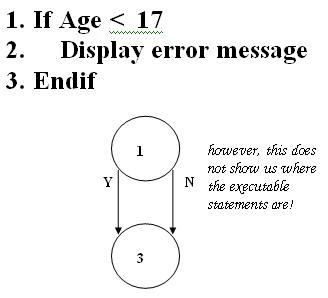 1. If Age < 17
2. Display error message
3. Endif
1
however, this does
not show us where
the executable
statements are!
Y N
3